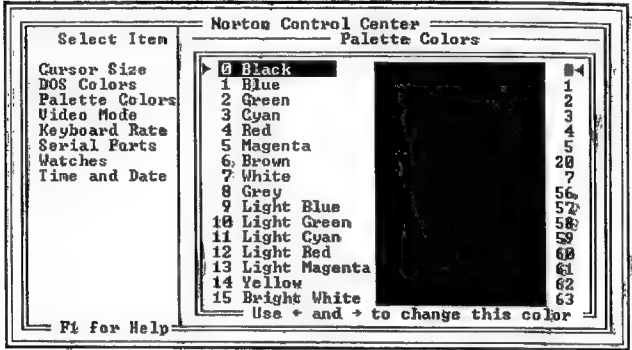 Norton Control Center
Select Item
Cursor Size
DOS Colors
Palette Colors
Video Mode
Keyboard Rate
Serial Ports
Watches
Time and Date
Palette Colors
0 Black 0
1 Blue 1
2 Green 2
3 Cyan 3
4 Red 4
5 Magenta 5
6 Brown 20
7 White 7
8 Grey 56
9 Light Blue 57
10 Light Green 58
11 Light Cyan 59
12 Light Red 60
13 Light Magenta 61
14 Yellow 62
15 Bright White 63
Use ← and → to change this color
F1 for Help